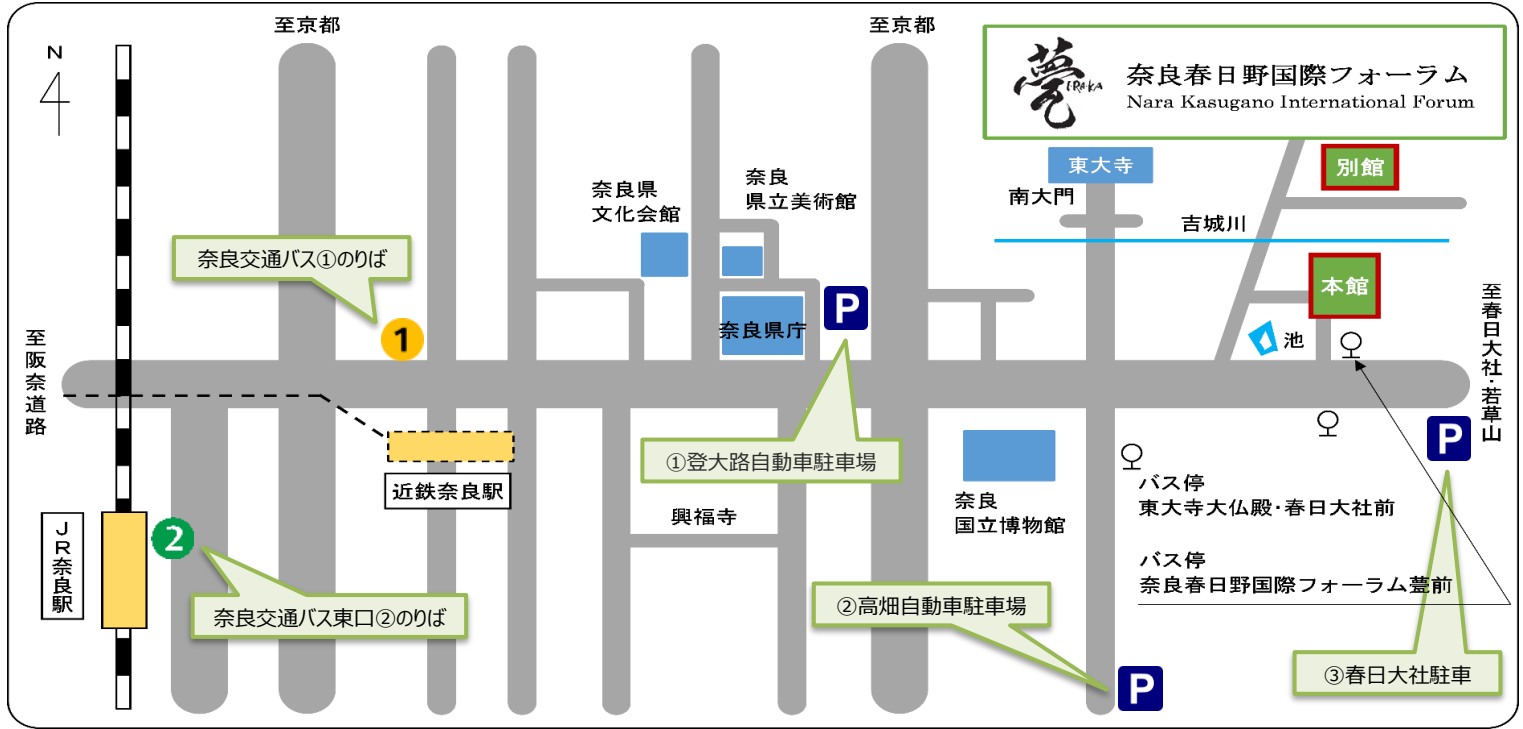 至京都
至京都
N
甍
IRAKA
奈良春日野国際フォーラム
Nara Kasugano International Forum
東大寺
別館
南大門
奈良県
文化会館
奈良
県立美術館
吉城川
奈良交通バス①のりば
1
P
奈良県庁
本館
池
至阪奈道路
至春日大社・若草山
P
①登大路自動車駐車場
近鉄奈良駅
奈良
国立博物館
バス停
東大寺大仏殿・春日大社前
興福寺
JR奈良駅
2
バス停
奈良春日野国際フォーラム甍前
奈良交通バス東口②のりば
②高畑自動車駐車場
P
③春日大社駐車